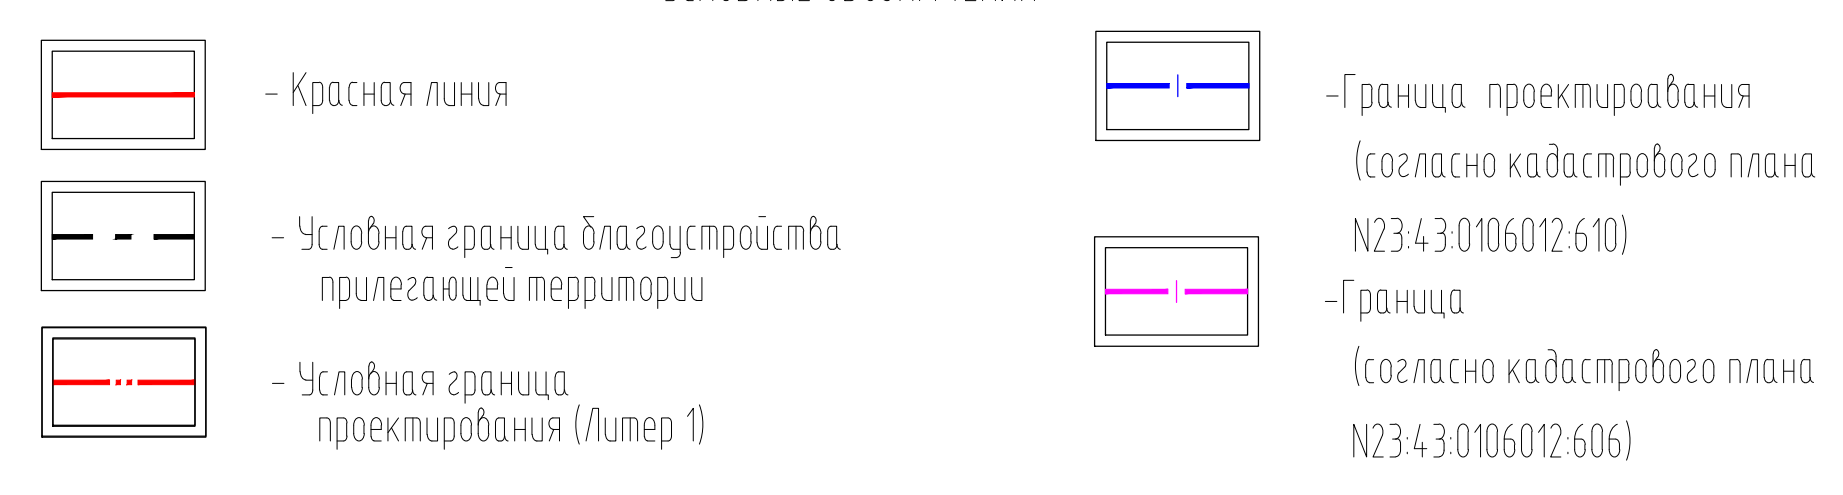 - Красная линия
- Условная граница благоустройства
прилегающей территории
- Условная граница
проектирования (Литер 1)
-Граница проектироавания
(согласно кадастрового плана
N23:43:0106012:610)
-Граница
(согласно кадастрового плана
N23:43:0106012:606)